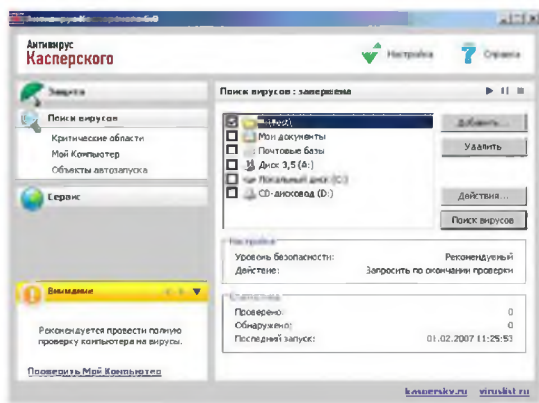 Антивирус
Касперского
Настройка
Справка
Защита
Поиск вирусов
Критические области
Мой Компьютер
Объекты автозапуска
Сервис
Внимание
Рекомендуется провести полную
проверку компьютера на вирусы.
Проверить Мой Компьютер
Поиск вирусов : завершена
Мои документы
Почтовые базы
Диск 3,5 (A:)
Локальный диск (C:)
CD-дисковод (D:)
Добавить...
Удалить
Действия...
Поиск вирусов
Настройка
Уровень безопасности: Рекомендуемый
Действие: Запросить по окончании проверки
Статистика
Проверено: 0
Обнаружено: 0
Последний запуск: 01.02.2007 11:25:53
kaspersky.ru viruslist.ru